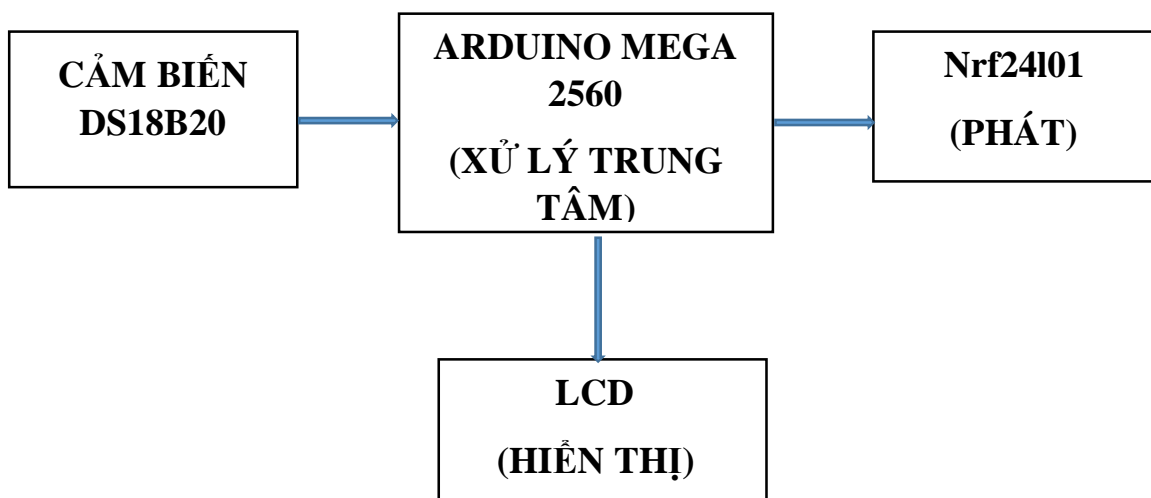 CẢM BIẾN
DS18B20
ARDUINO MEGA
2560
(XỬ LÝ TRUNG
TÂM)
Nrf24l01
(PHÁT)
LCD
(HIỂN THỊ)